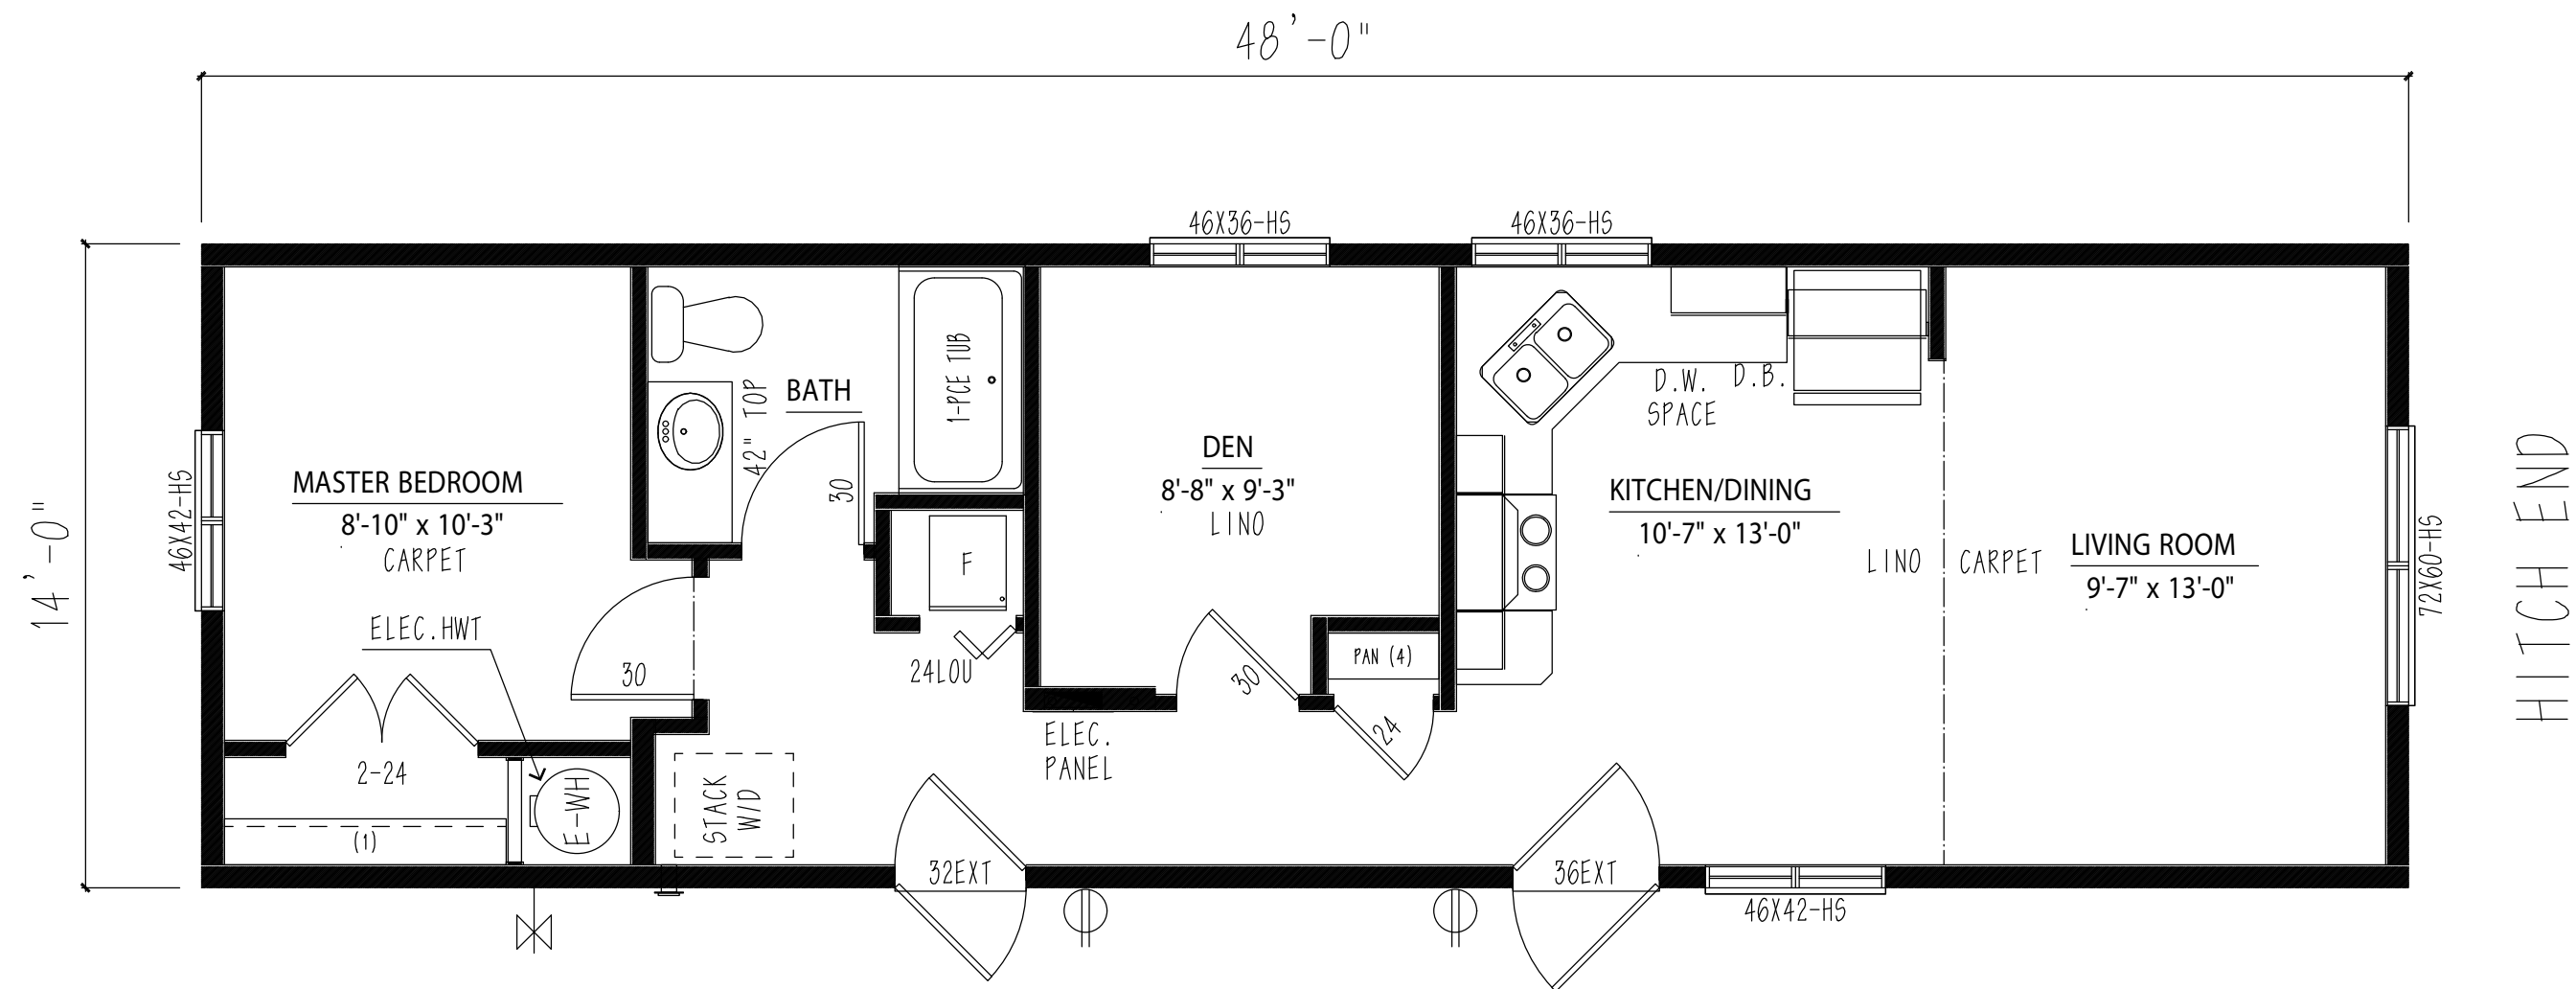 48'-0"
46X36-HS
46X36-HS
14'-0"
46X42-HS
MASTER BEDROOM
8'-10" x 10'-3"
CARPET
ELEC.HWT
30
2-24
(1)
E-WH
42" TOP
BATH
30
1-PCE TUB
F
24LOU
STACK
W/D
ELEC.
PANEL
32EXT
DEN
8'-8" x 9'-3"
LINO
30
PAN (4)
24
D.W.
SPACE
D.B.
KITCHEN/DINING
10'-7" x 13'-0"
LINO
CARPET
LIVING ROOM
9'-7" x 13'-0"
36EXT
46X42-HS
72X60-HS
HITCH END